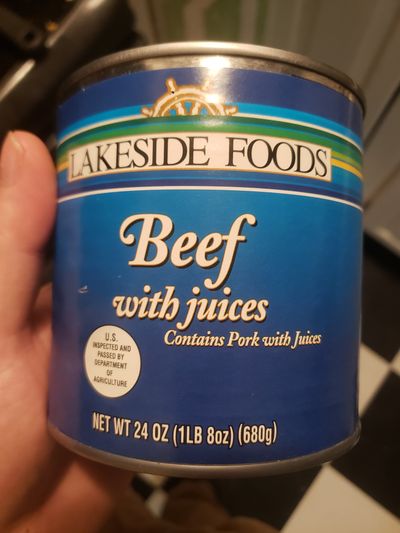 LAKESIDE FOODS
Beef
with juices
Contains Pork with Juices
U.S.
INSPECTED AND
PASSED BY
DEPARTMENT
OF
AGRICULTURE
NET WT 24 OZ (1LB 8oz) (680g)